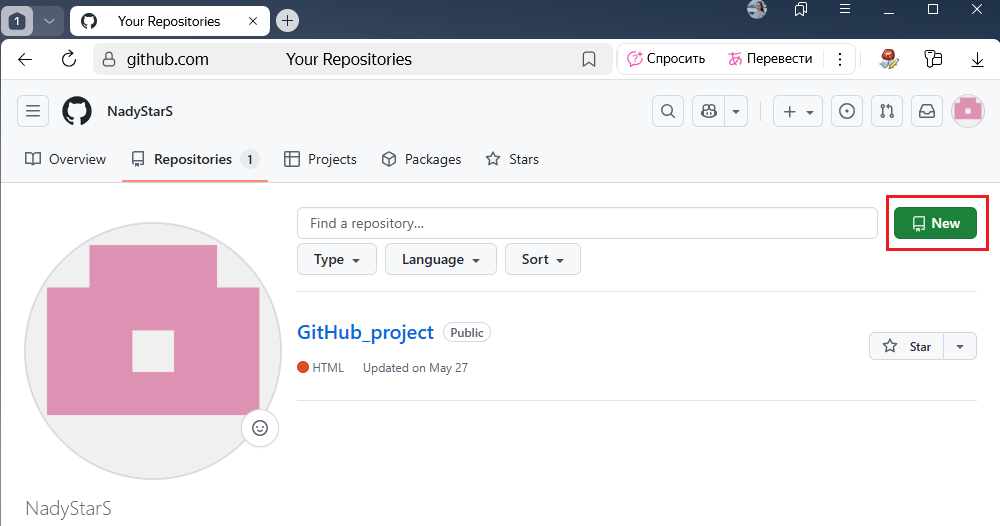 1 Your Repositories
github.com Your Repositories Спросить あ Перевести
NadyStarS
Overview Repositories 1 Projects Packages Stars
Find a repository… New
Type Language Sort
GitHub_project Public
Star
HTML Updated on May 27
NadyStarS